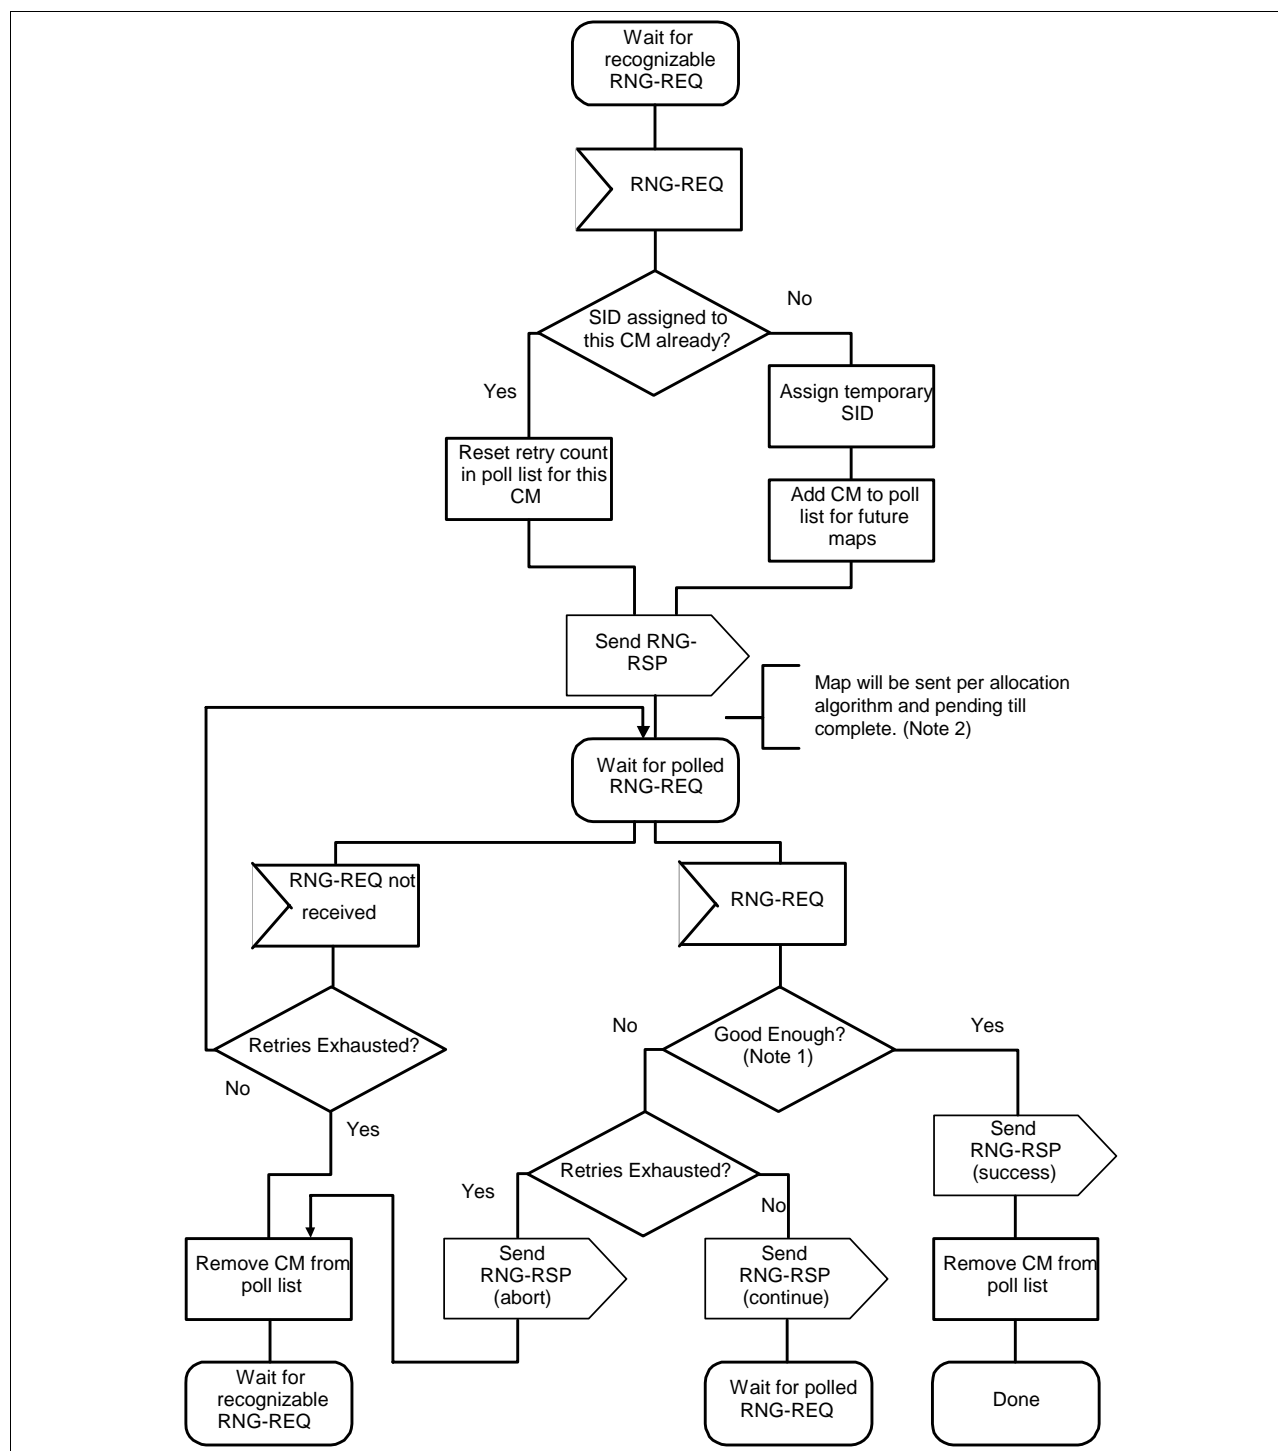 Wait for
recognizable
RNG-REQ
RNG-REQ
No
SID assigned to
this CM already?
Yes
Assign temporary
SID
Reset retry count
in poll list for this
CM
Add CM to poll
list for future
maps
Send RNG-
RSP
Map will be sent per allocation
algorithm and pending till
complete. (Note 2)
Wait for polled
RNG-REQ
RNG-REQ not
received
RNG-REQ
No
Good Enough?
(Note 1)
Yes
Retries Exhausted?
No
Yes
Send
RNG-RSP
(success)
Retries Exhausted?
Yes
No
Remove CM from
poll list
Send
RNG-RSP
(abort)
Send
RNG-RSP
(continue)
Remove CM from
poll list
Wait for
recognizable
RNG-REQ
Wait for polled
RNG-REQ
Done